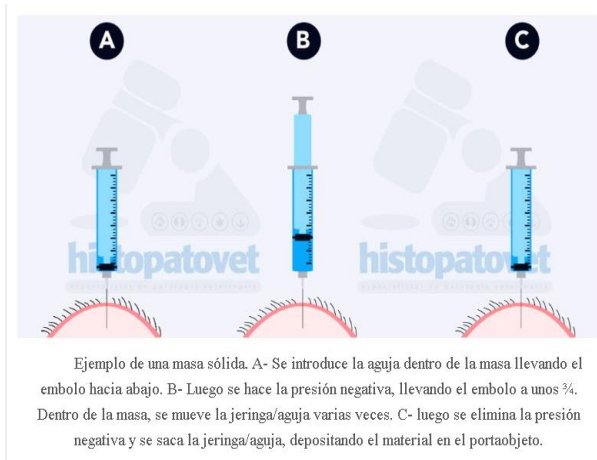 A B C
histopatovet histopatovet
Ejemplo de una masa sólida. A- Se introduce la aguja dentro de la masa llevando el
embolo hacia abajo. B- Luego se hace la presión negativa, llevando el embolo a unos ¾.
Dentro de la masa, se mueve la jeringa/aguja varias veces. C- luego se elimina la presión
negativa y se saca la jeringa/aguja, depositando el material en el portaobjeto.